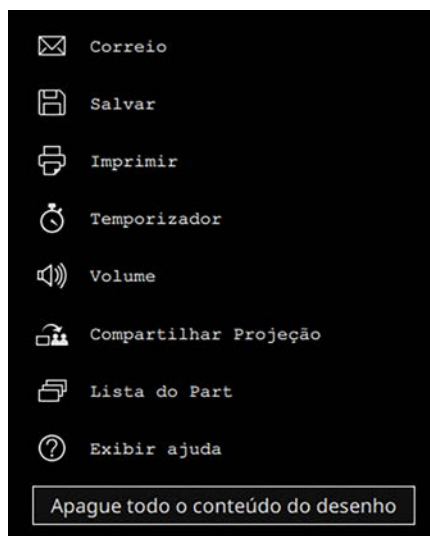 Correio
Salvar
Imprimir
Temporizador
Volume
Compartilhar Projeção
Lista do Part
Exibir ajuda
Apague todo o conteúdo do desenho